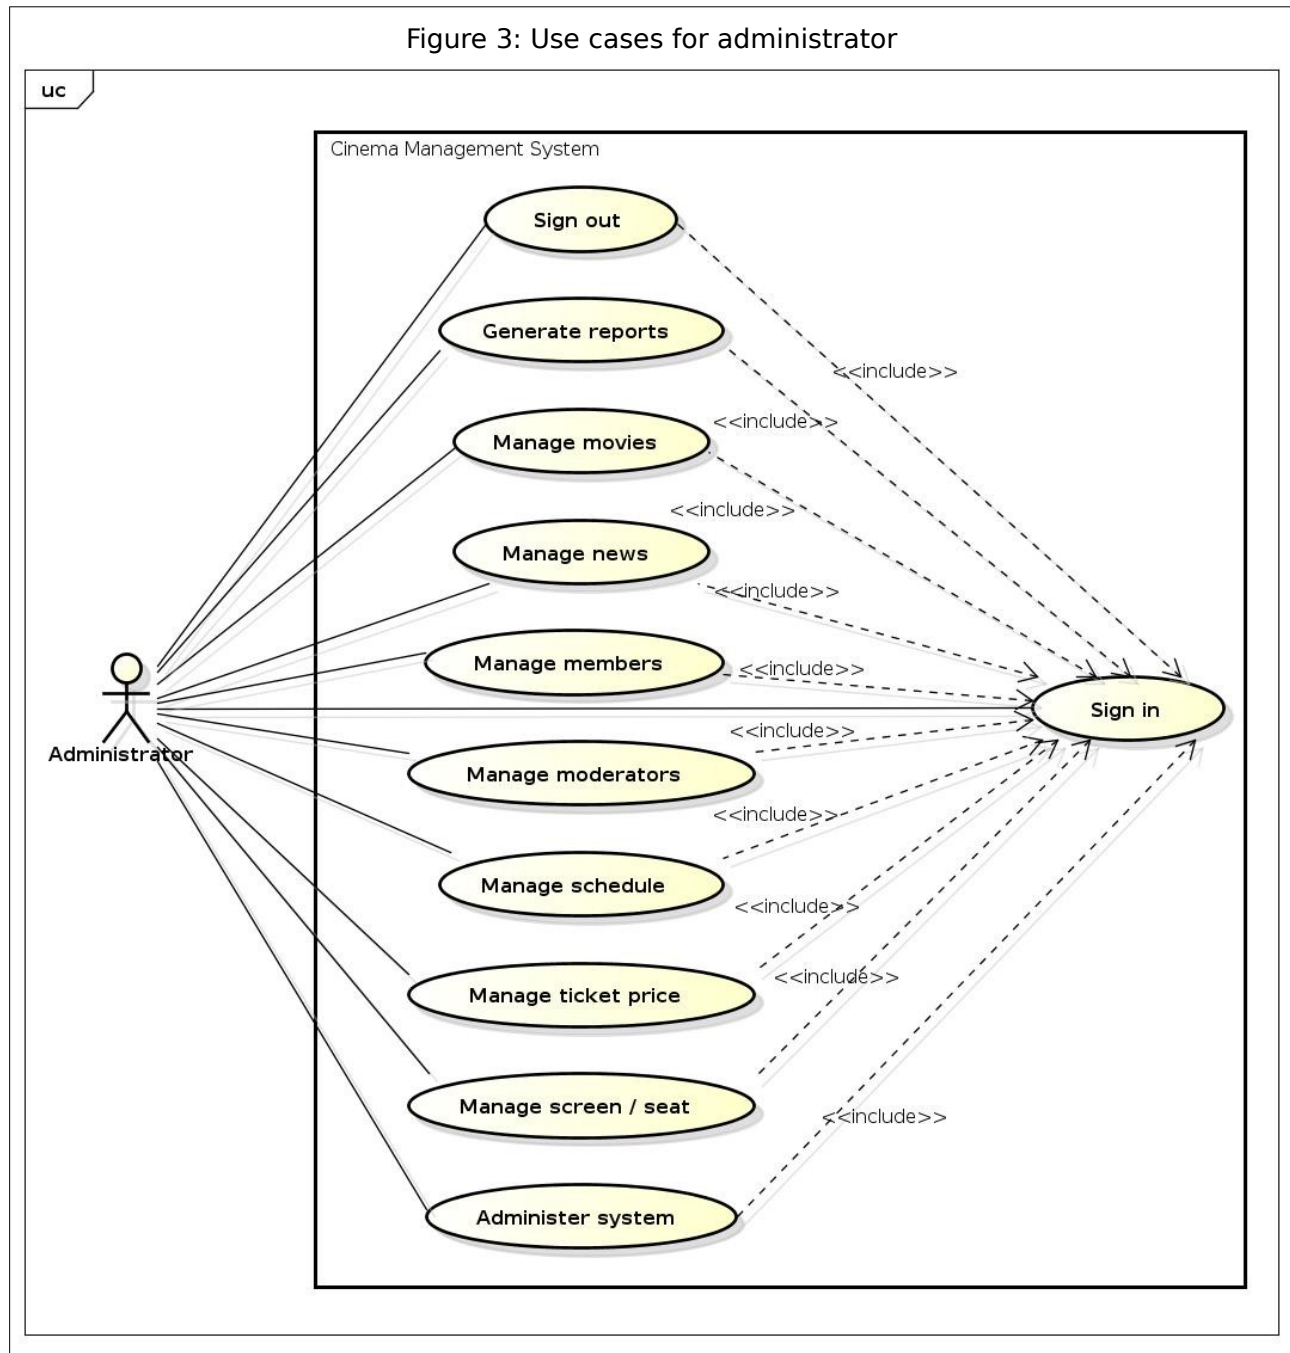 Figure 3: Use cases for administrator
uc
Cinema Management System
Sign out
Generate reports
<<include>>
<<include>>
Manage movies
<<include>>
Manage news
<<include>>
Manage members
<<include>>
Sign in
<<include>>
Administrator
Manage moderators
<<include>>
Manage schedule
<<include>>
<<include>>
Manage ticket price
Manage screen / seat
<<include>>
Administer system